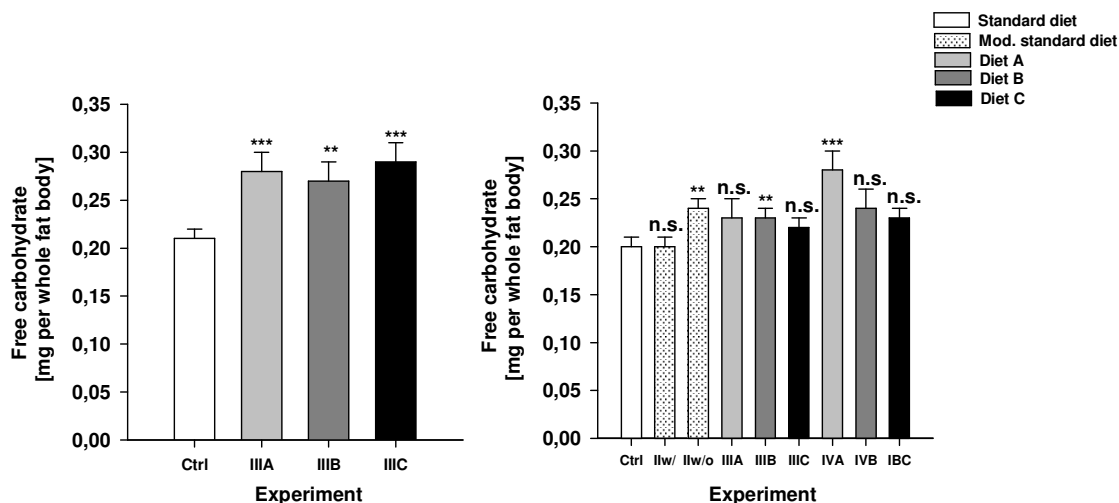 Standard diet
Mod. standard diet
Diet A
Diet B
Diet C
Free carbohydrate
[mg per whole fat body]
0,35
0,30
0,25
0,20
0,15
0,10
0,05
0,00
***
**
***
Ctrl IIIA IIIB IIIC
Experiment
Free carbohydrate
[mg per whole fat body]
0,35
0,30
0,25
0,20
0,15
0,10
0,05
0,00
n.s.
**
n.s.
**
n.s.
***
n.s.
n.s.
Ctrl IIw/ IIw/o IIIA IIIB IIIC IVA IVB IBC
Experiment